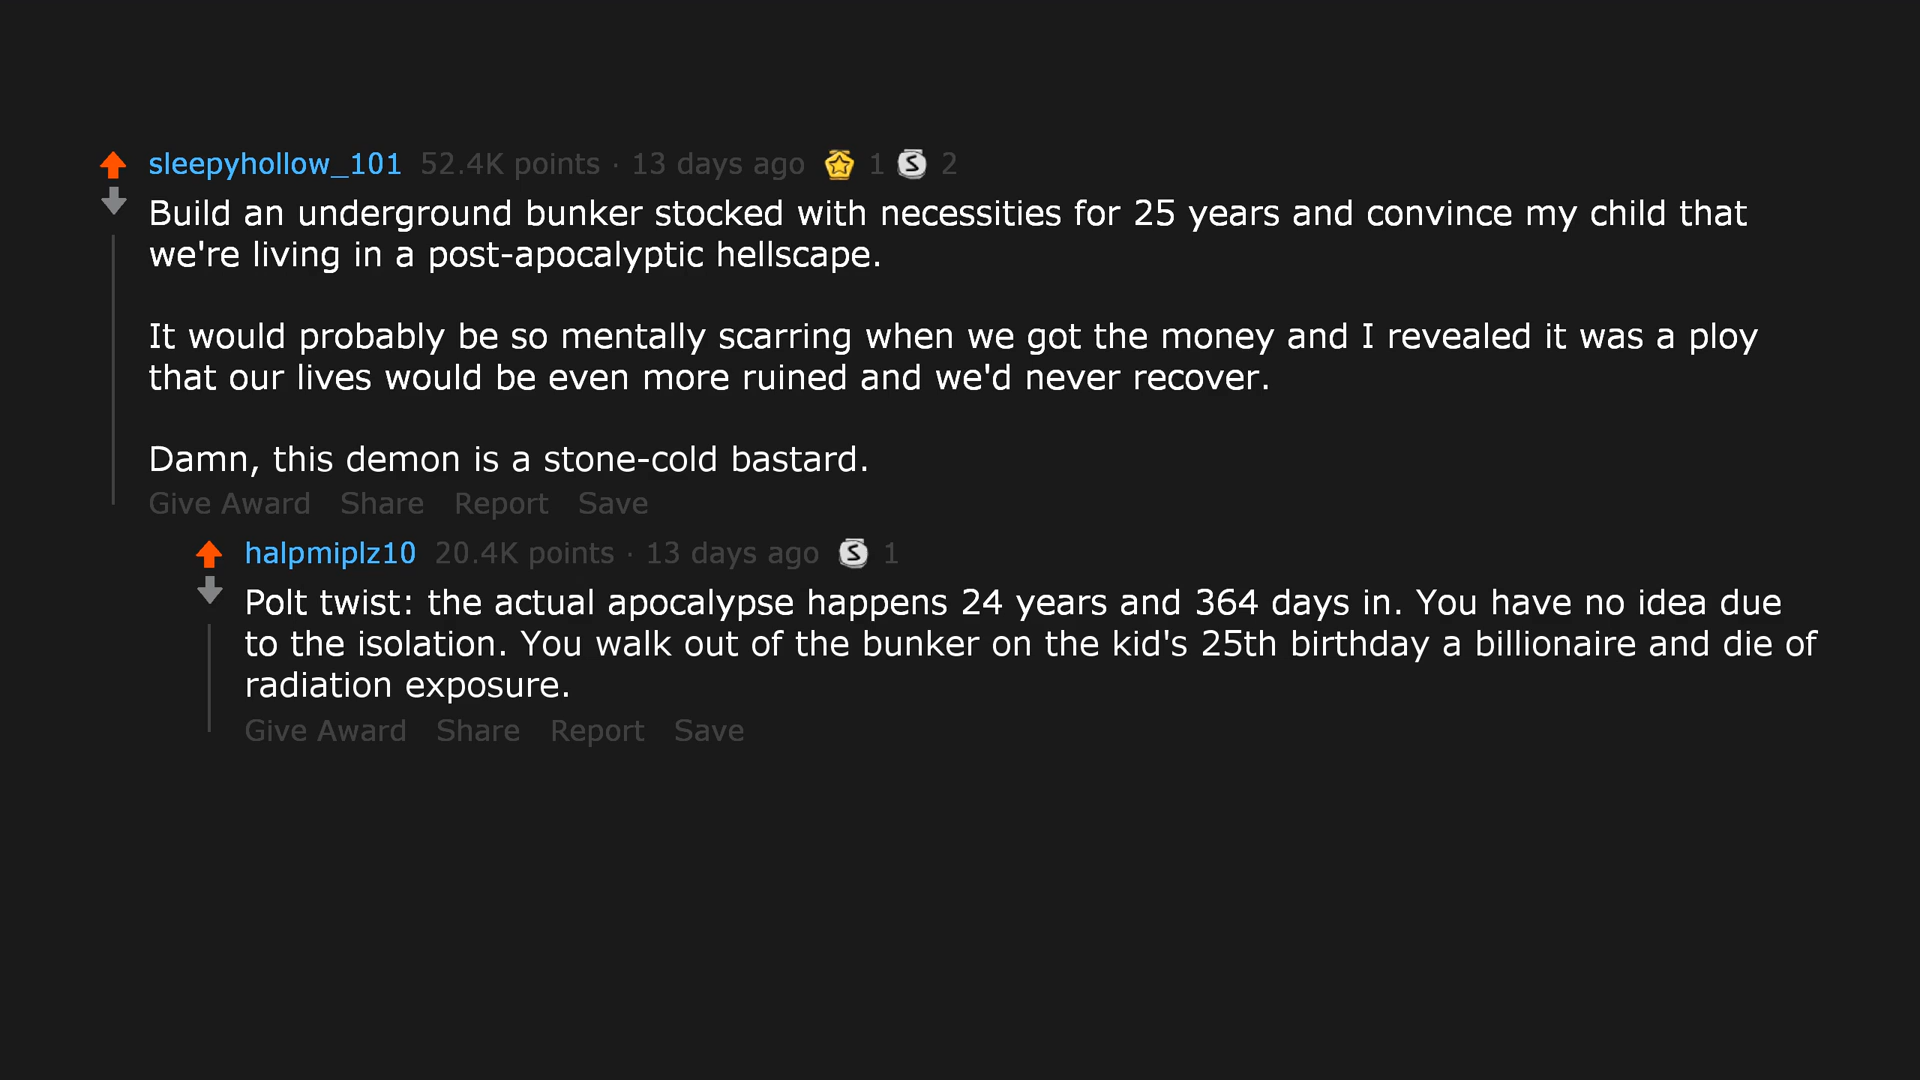 sleepyhollow_101 52.4K points · 13 days ago 1 S 2
Build an underground bunker stocked with necessities for 25 years and convince my child that
we're living in a post-apocalyptic hellscape.
It would probably be so mentally scarring when we got the money and I revealed it was a ploy
that our lives would be even more ruined and we'd never recover.
Damn, this demon is a stone-cold bastard.
Give Award Share Report Save
halpmiplz10 20.4K points · 13 days ago S 1
Polt twist: the actual apocalypse happens 24 years and 364 days in. You have no idea due
to the isolation. You walk out of the bunker on the kid's 25th birthday a billionaire and die of
radiation exposure.
Give Award Share Report Save